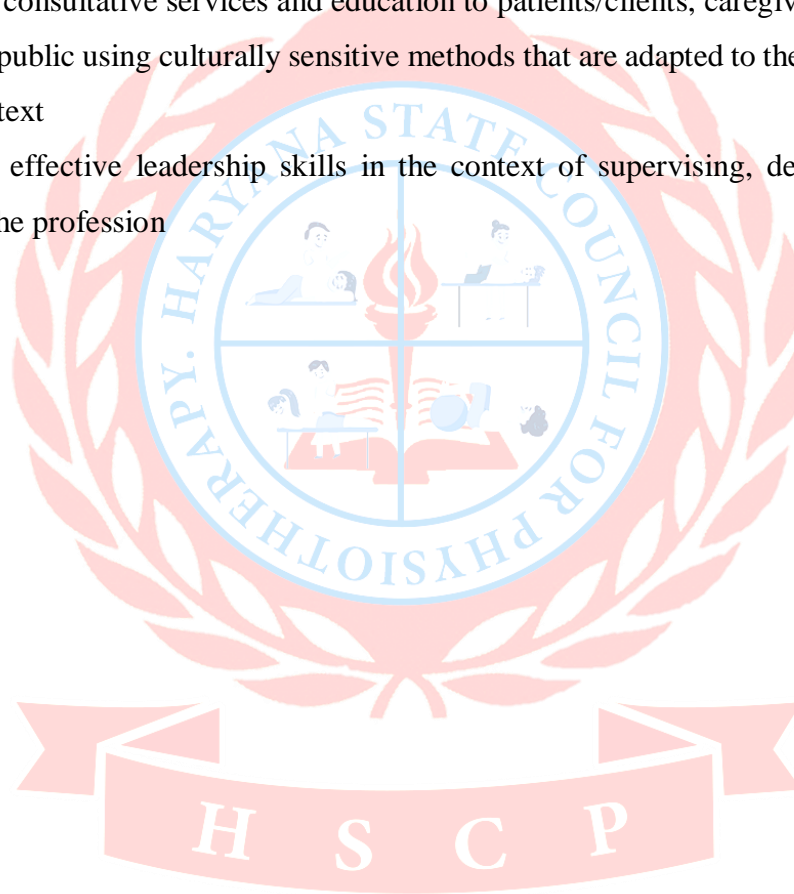 consultative services and education to patients/clients, caregiv
public using culturally sensitive methods that are adapted to the
text
effective leadership skills in the context of supervising, de
he profession
HARYANA STATE COUNCIL FOR PHYSIOTHERAPY.
H S C P